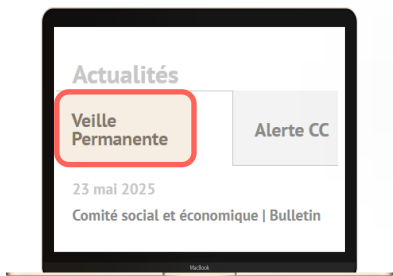 Actualités
Veille
Permanente
Alerte CC
23 mai 2025
Comité social et économique | Bulletin
MacBook